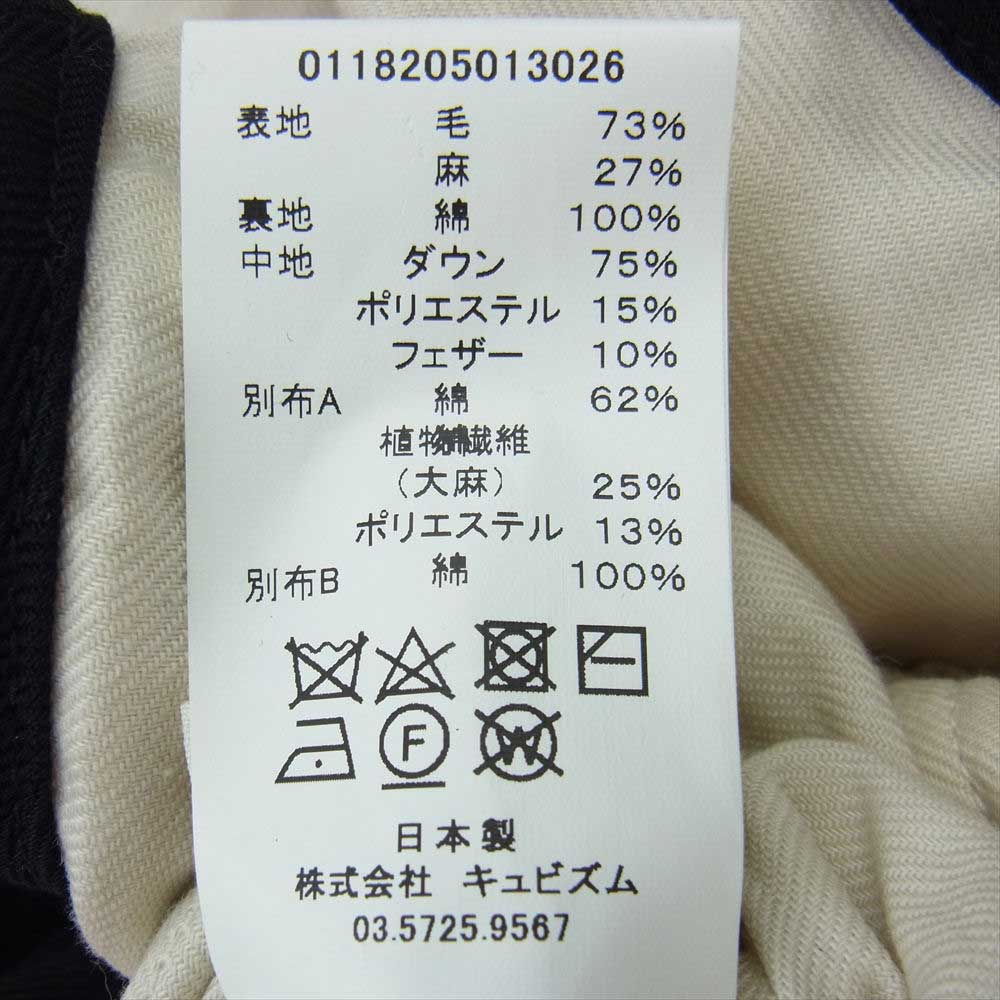 0118205013026
表地 毛 73%
麻 27%
裏地 綿 100%
中地 ダウン 75%
ポリエステル 15%
フェザー 10%
別布A 綿 62%
植物繊維
(大麻) 25%
ポリエステル 13%
別布B 綿 100%
F W
日本製
株式会社 キュビズム
03.5725.9567